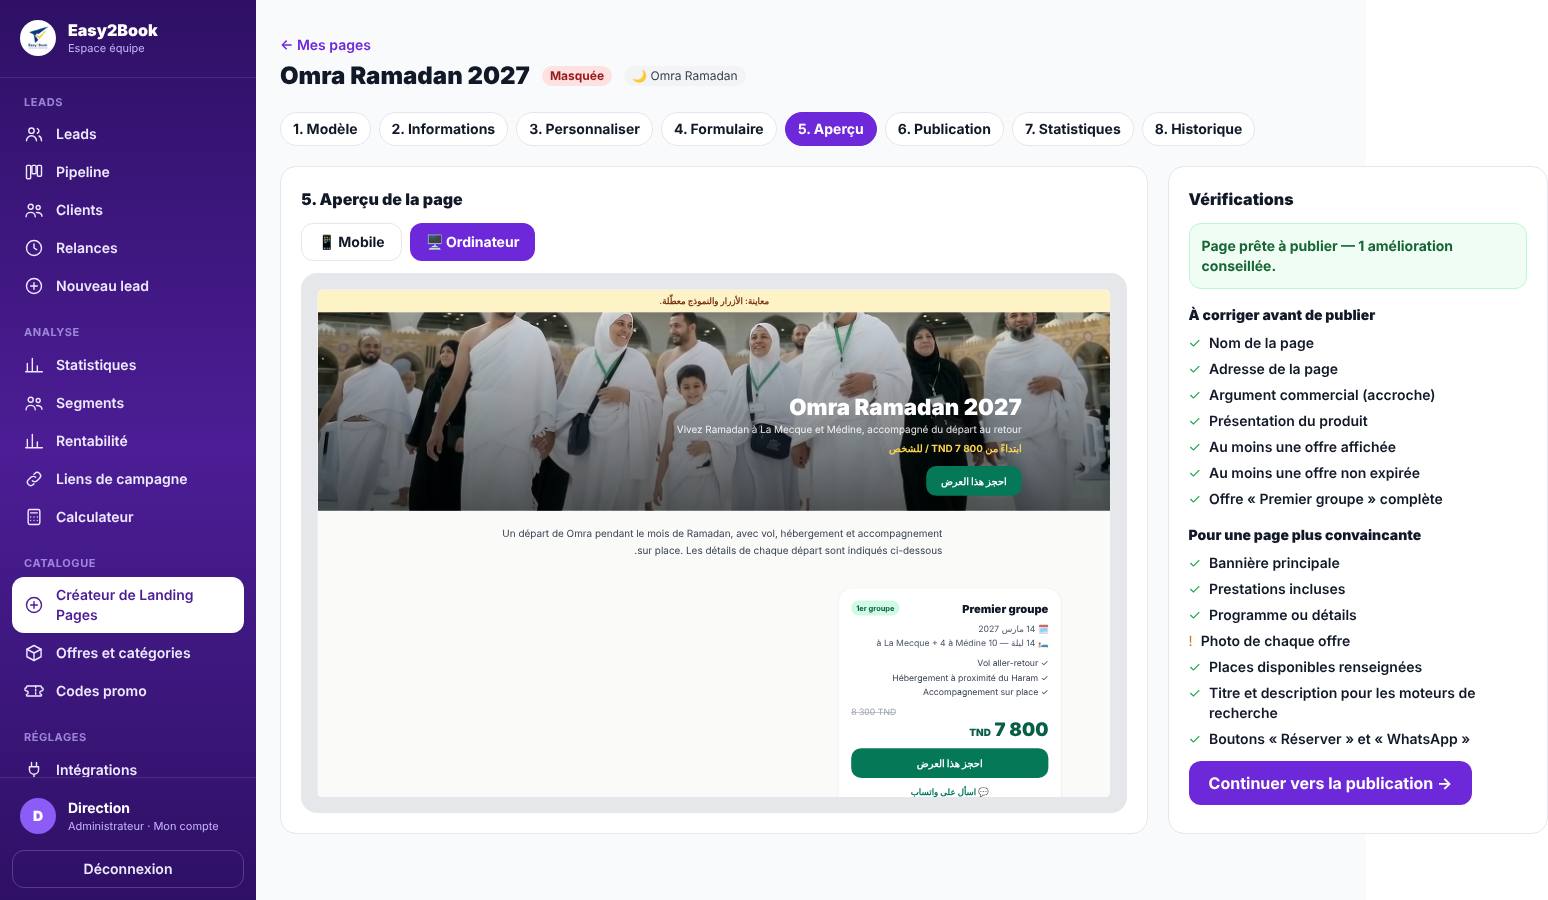 Easy2Book
Espace équipe
LEADS
Leads
Pipeline
Clients
Relances
Nouveau lead
ANALYSE
Statistiques
Segments
Rentabilité
Liens de campagne
Calculateur
CATALOGUE
Créateur de Landing
Pages
Offres et catégories
Codes promo
RÉGLAGES
Intégrations
D
Direction
Administrateur · Mon compte
Déconnexion
← Mes pages
Omra Ramadan 2027
Masquée
🌙 Omra Ramadan
1. Modèle
2. Informations
3. Personnaliser
4. Formulaire
5. Aperçu
6. Publication
7. Statistiques
8. Historique
5. Aperçu de la page
📱 Mobile
🖥️ Ordinateur
معاينة: الأزرار والنموذج معطّلة.
Omra Ramadan 2027
Vivez Ramadan à La Mecque et Médine, accompagné du départ au retour
ابتداءً من 7 800 TND / للشخص
احجز هذا العرض
Un départ de Omra pendant le mois de Ramadan, avec vol, hébergement et accompagnement
.sur place. Les détails de chaque départ sont indiqués ci-dessous
Premier groupe
1er groupe
🗓️ 14 مارس 2027
🛏️ 14 ليلة — 10 à La Mecque + 4 à Médine
✓ Vol aller-retour
✓ Hébergement à proximité du Haram
✓ Accompagnement sur place
8 300 TND
7 800 TND
احجز هذا العرض
💬 اسأل على واتساب
Vérifications
Page prête à publier — 1 amélioration
conseillée.
À corriger avant de publier
✓ Nom de la page
✓ Adresse de la page
✓ Argument commercial (accroche)
✓ Présentation du produit
✓ Au moins une offre affichée
✓ Au moins une offre non expirée
✓ Offre « Premier groupe » complète
Pour une page plus convaincante
✓ Bannière principale
✓ Prestations incluses
✓ Programme ou détails
! Photo de chaque offre
✓ Places disponibles renseignées
✓ Titre et description pour les moteurs de
recherche
✓ Boutons « Réserver » et « WhatsApp »
Continuer vers la publication →